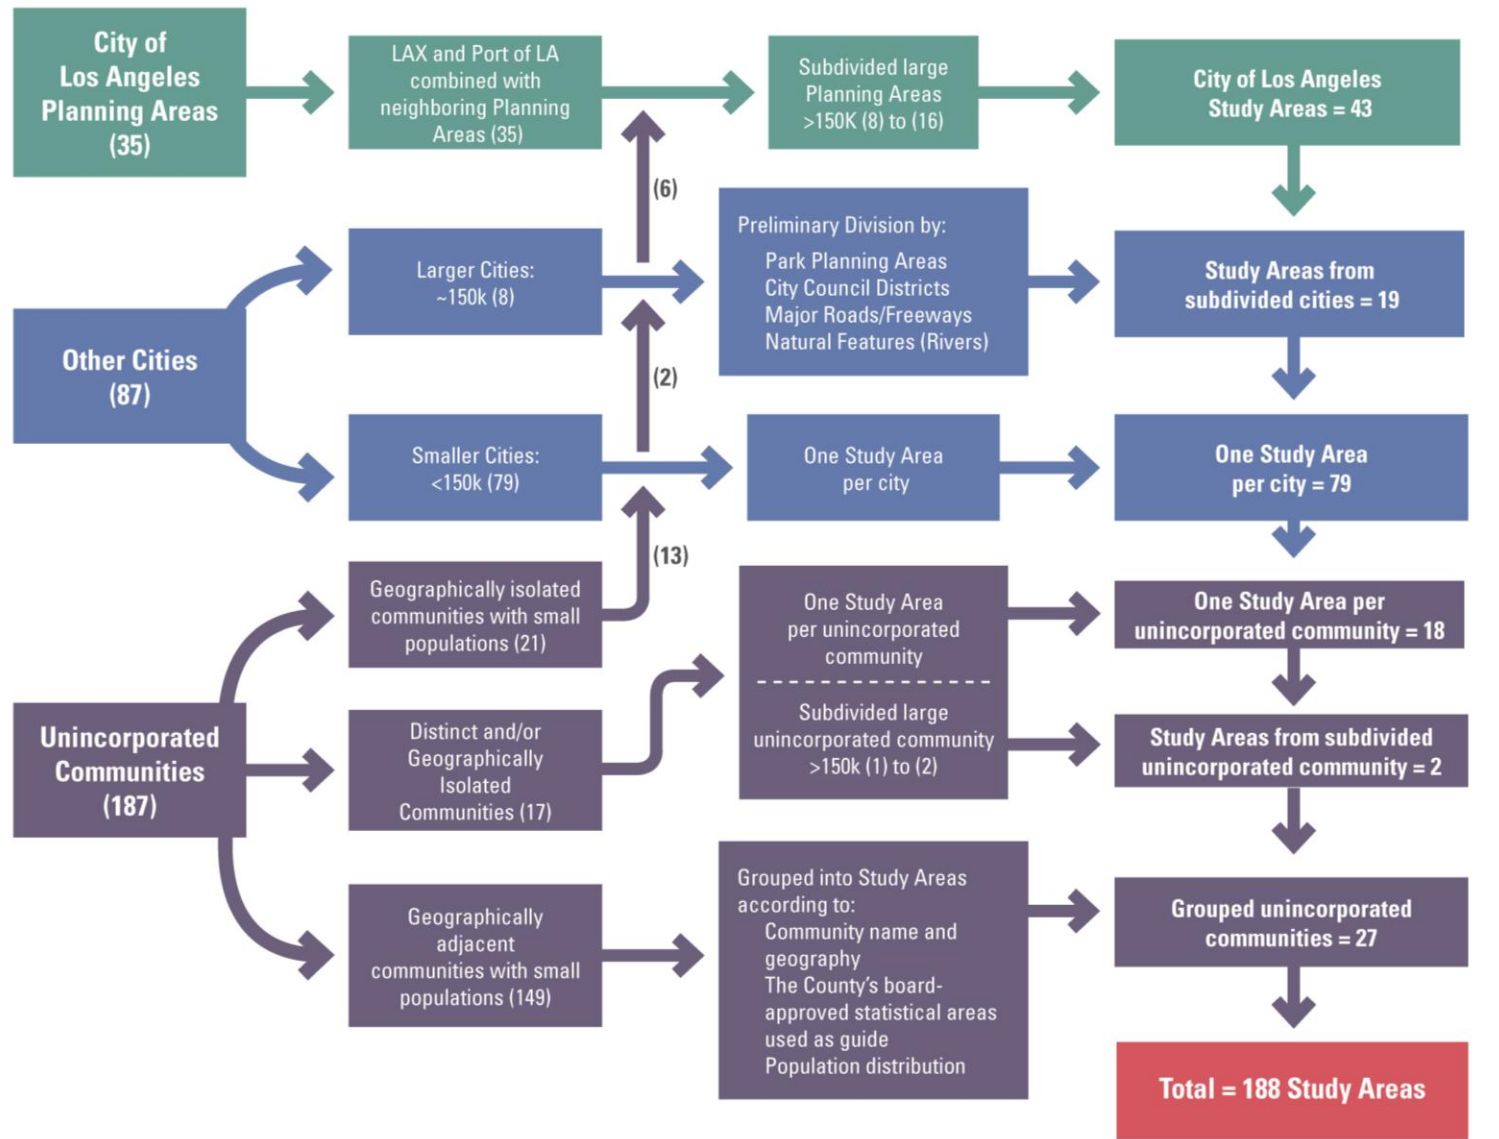 City of
Los Angeles
Planning Areas
(35)
LAX and Port of LA
combined with
neighboring Planning
Areas (35)
Subdivided large
Planning Areas
>150K (8) to (16)
City of Los Angeles
Study Areas = 43
(6)
Other Cities
(87)
Larger Cities:
~150k (8)
Preliminary Division by:
Park Planning Areas
City Council Districts
Major Roads/Freeways
Natural Features (Rivers)
Study Areas from
subdivided cities = 19
(2)
Smaller Cities:
<150k (79)
One Study Area
per city
One Study Area
per city = 79
(13)
Unincorporated
Communities
(187)
Geographically isolated
communities with small
populations (21)
Distinct and/or
Geographically
Isolated
Communities (17)
One Study Area
per unincorporated
community
Subdivided large
unincorporated community
>150k (1) to (2)
One Study Area per
unincorporated community = 18
Study Areas from subdivided
unincorporated community = 2
Geographically
adjacent
communities with small
populations (149)
Grouped into Study Areas
according to:
Community name and
geography
The County's board-
approved statistical areas
used as guide
Population distribution
Grouped unincorporated
communities = 27
Total = 188 Study Areas